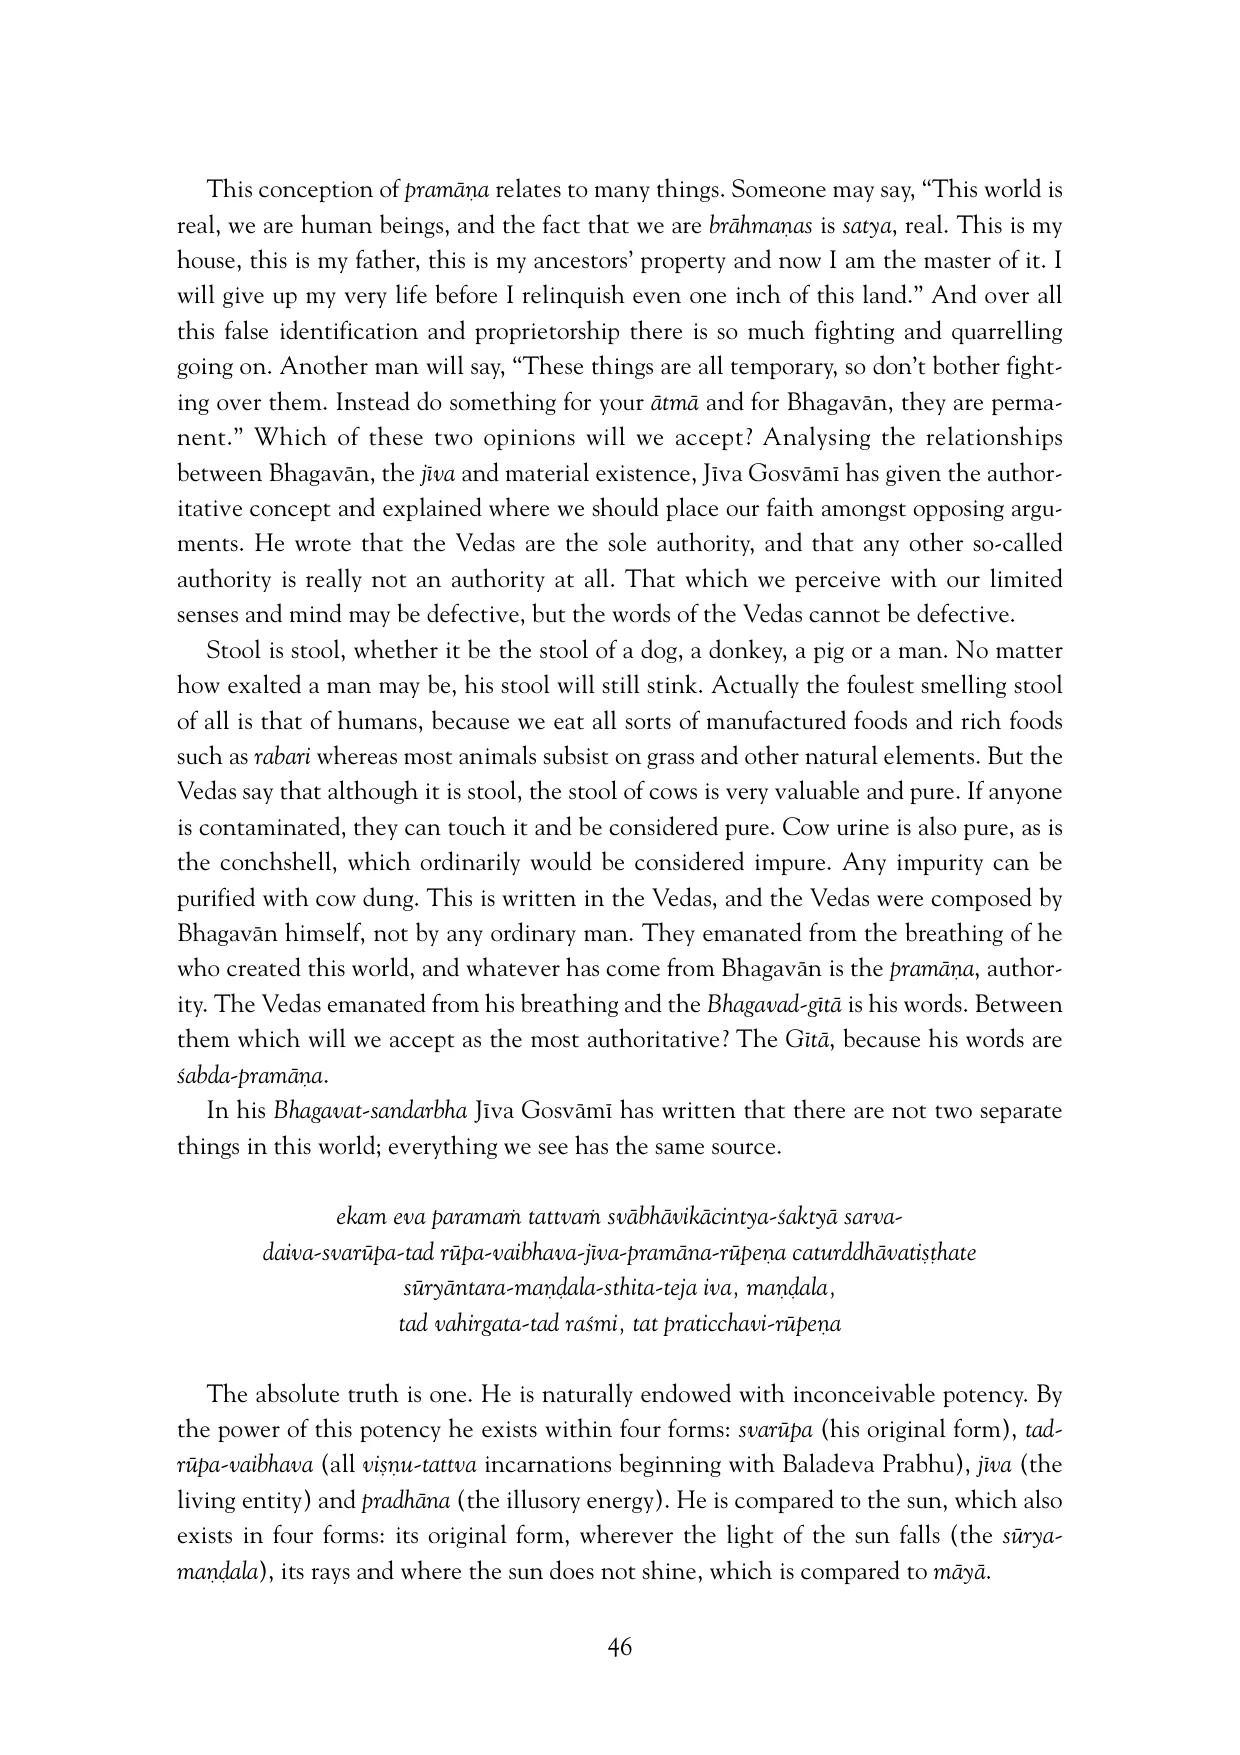 This conception of pramāṇa relates to many things. Someone may say, “This world is
real, we are human beings, and the fact that we are brāhmaṇas is satya, real. This is my
house, this is my father, this is my ancestors’ property and now I am the master of it. I
will give up my very life before I relinquish even one inch of this land.” And over all
this false identification and proprietorship there is so much fighting and quarrelling
going on. Another man will say, “These things are all temporary, so don’t bother fight-
ing over them. Instead do something for your ātmā and for Bhagavān, they are perma-
nent.” Which of these two opinions will we accept? Analysing the relationships
between Bhagavān, the jīva and material existence, Jīva Gosvāmī has given the author-
itative concept and explained where we should place our faith amongst opposing argu-
ments. He wrote that the Vedas are the sole authority, and that any other so-called
authority is really not an authority at all. That which we perceive with our limited
senses and mind may be defective, but the words of the Vedas cannot be defective.
Stool is stool, whether it be the stool of a dog, a donkey, a pig or a man. No matter
how exalted a man may be, his stool will still stink. Actually the foulest smelling stool
of all is that of humans, because we eat all sorts of manufactured foods and rich foods
such as rabari whereas most animals subsist on grass and other natural elements. But the
Vedas say that although it is stool, the stool of cows is very valuable and pure. If anyone
is contaminated, they can touch it and be considered pure. Cow urine is also pure, as is
the conchshell, which ordinarily would be considered impure. Any impurity can be
purified with cow dung. This is written in the Vedas, and the Vedas were composed by
Bhagavān himself, not by any ordinary man. They emanated from the breathing of he
who created this world, and whatever has come from Bhagavān is the pramāṇa, author-
ity. The Vedas emanated from his breathing and the Bhagavad-gītā is his words. Between
them which will we accept as the most authoritative? The Gītā, because his words are
śabda-pramāṇa.
In his Bhagavat-sandarbha Jīva Gosvāmī has written that there are not two separate
things in this world; everything we see has the same source.
ekam eva paramaṁ tattvaṁ svābhāvikācintya-śaktyā sarva-
daiva-svarūpa-tad rūpa-vaibhava-jīva-pramāna-rūpeṇa caturddhāvatiṣṭhate
sūryāntara-maṇḍala-sthita-teja iva, maṇḍala,
tad vahirgata-tad raśmi, tat praticchavi-rūpeṇa
The absolute truth is one. He is naturally endowed with inconceivable potency. By
the power of this potency he exists within four forms: svarūpa (his original form), tad-
rūpa-vaibhava (all viṣṇu-tattva incarnations beginning with Baladeva Prabhu), jīva (the
living entity) and pradhāna (the illusory energy). He is compared to the sun, which also
exists in four forms: its original form, wherever the light of the sun falls (the sūrya-
maṇḍala), its rays and where the sun does not shine, which is compared to māyā.
46